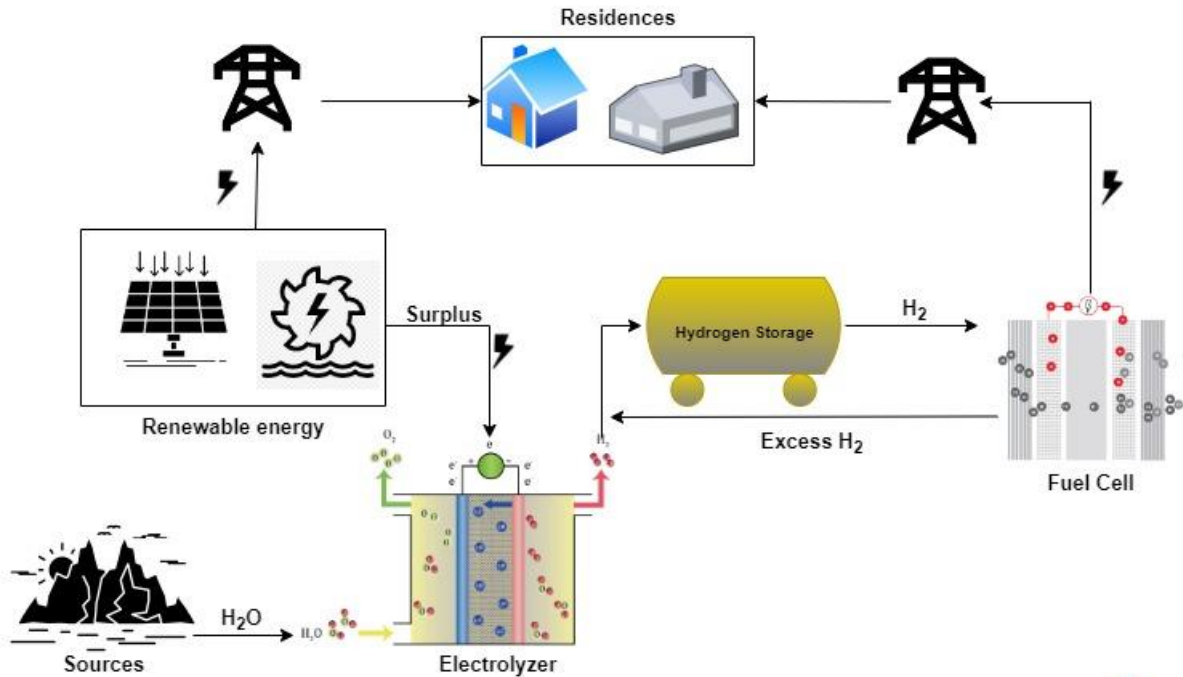 Residences
Surplus
Renewable energy
Hydrogen Storage
H2
Excess H2
Fuel Cell
O2
H2
e
+
-
e-
e-
e-
e-
H2O
H2O
Sources
Electrolyzer